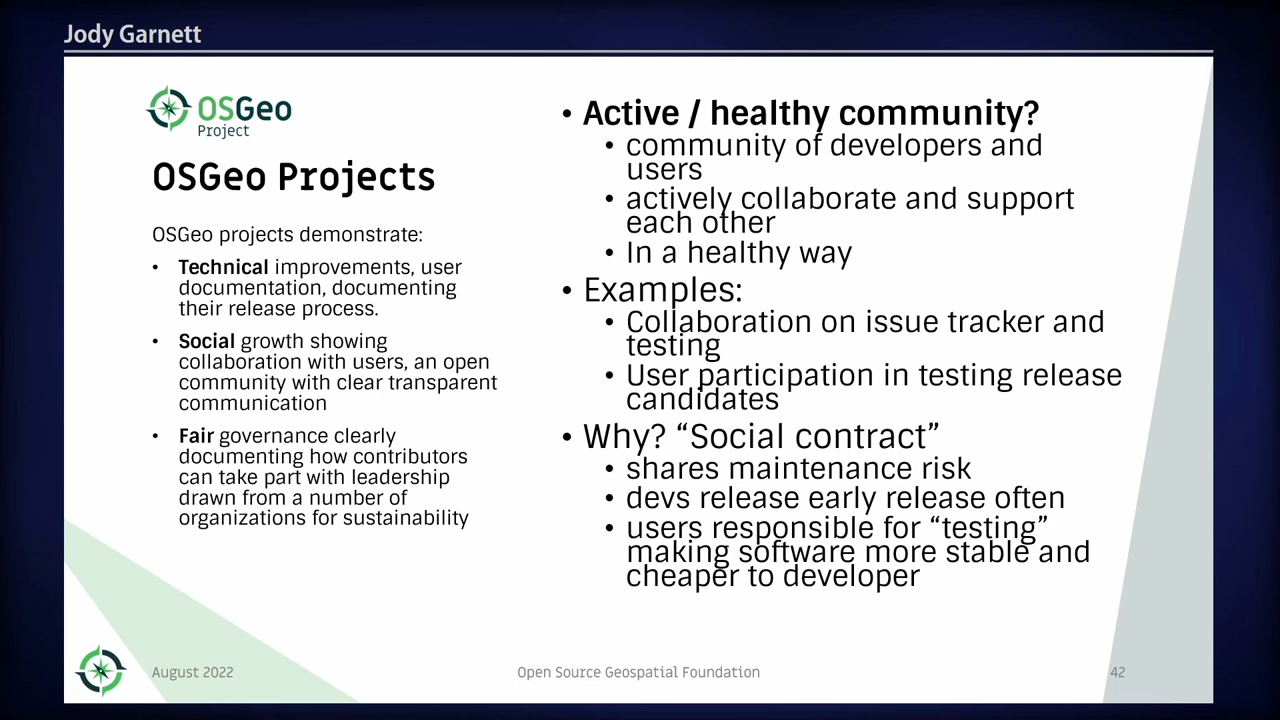 Jody Garnett
OSGeo
Project
OSGeo Projects
OSGeo projects demonstrate:
• Technical improvements, user
documentation, documenting
their release process.
• Social growth showing
collaboration with users, an open
community with clear transparent
communication
• Fair governance clearly
documenting how contributors
can take part with leadership
drawn from a number of
organizations for sustainability
• Active / healthy community?
• community of developers and
users
• actively collaborate and support
each other
• In a healthy way
• Examples:
• Collaboration on issue tracker and
testing
• User participation in testing release
candidates
• Why? “Social contract”
• shares maintenance risk
• devs release early release often
• users responsible for “testing”
making software more stable and
cheaper to developer
August 2022
Open Source Geospatial Foundation
42